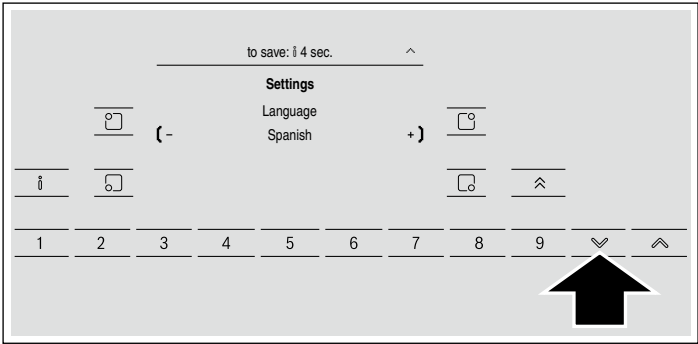 to save: i 4 sec.
Settings
Language
- Spanish +
i
1 2 3 4 5 6 7 8 9